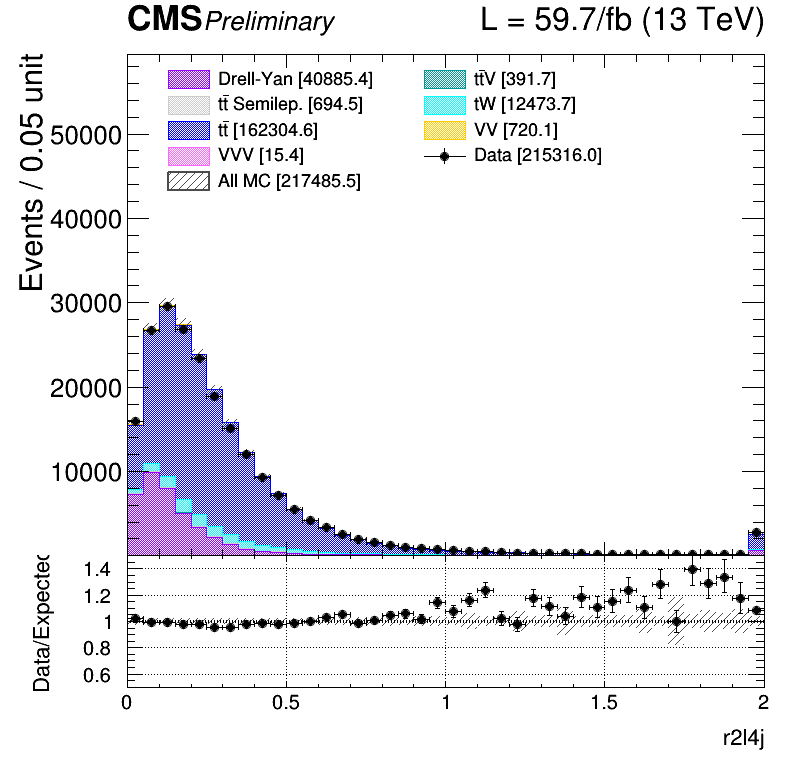 CMS Preliminary L = 59.7/fb (13 TeV)
Drell-Yan [40885.4]
tt̄ Semilep. [694.5]
tt̄ [162304.6]
VVV [15.4]
All MC [217485.5]
tt̄V [391.7]
tW [12473.7]
VV [720.1]
Data [215316.0]
Events / 0.05 unit
50000
40000
30000
20000
10000
Data/Expected
1.4
1.2
1
0.8
0.6
0 0.5 1 1.5 2
r2l4j